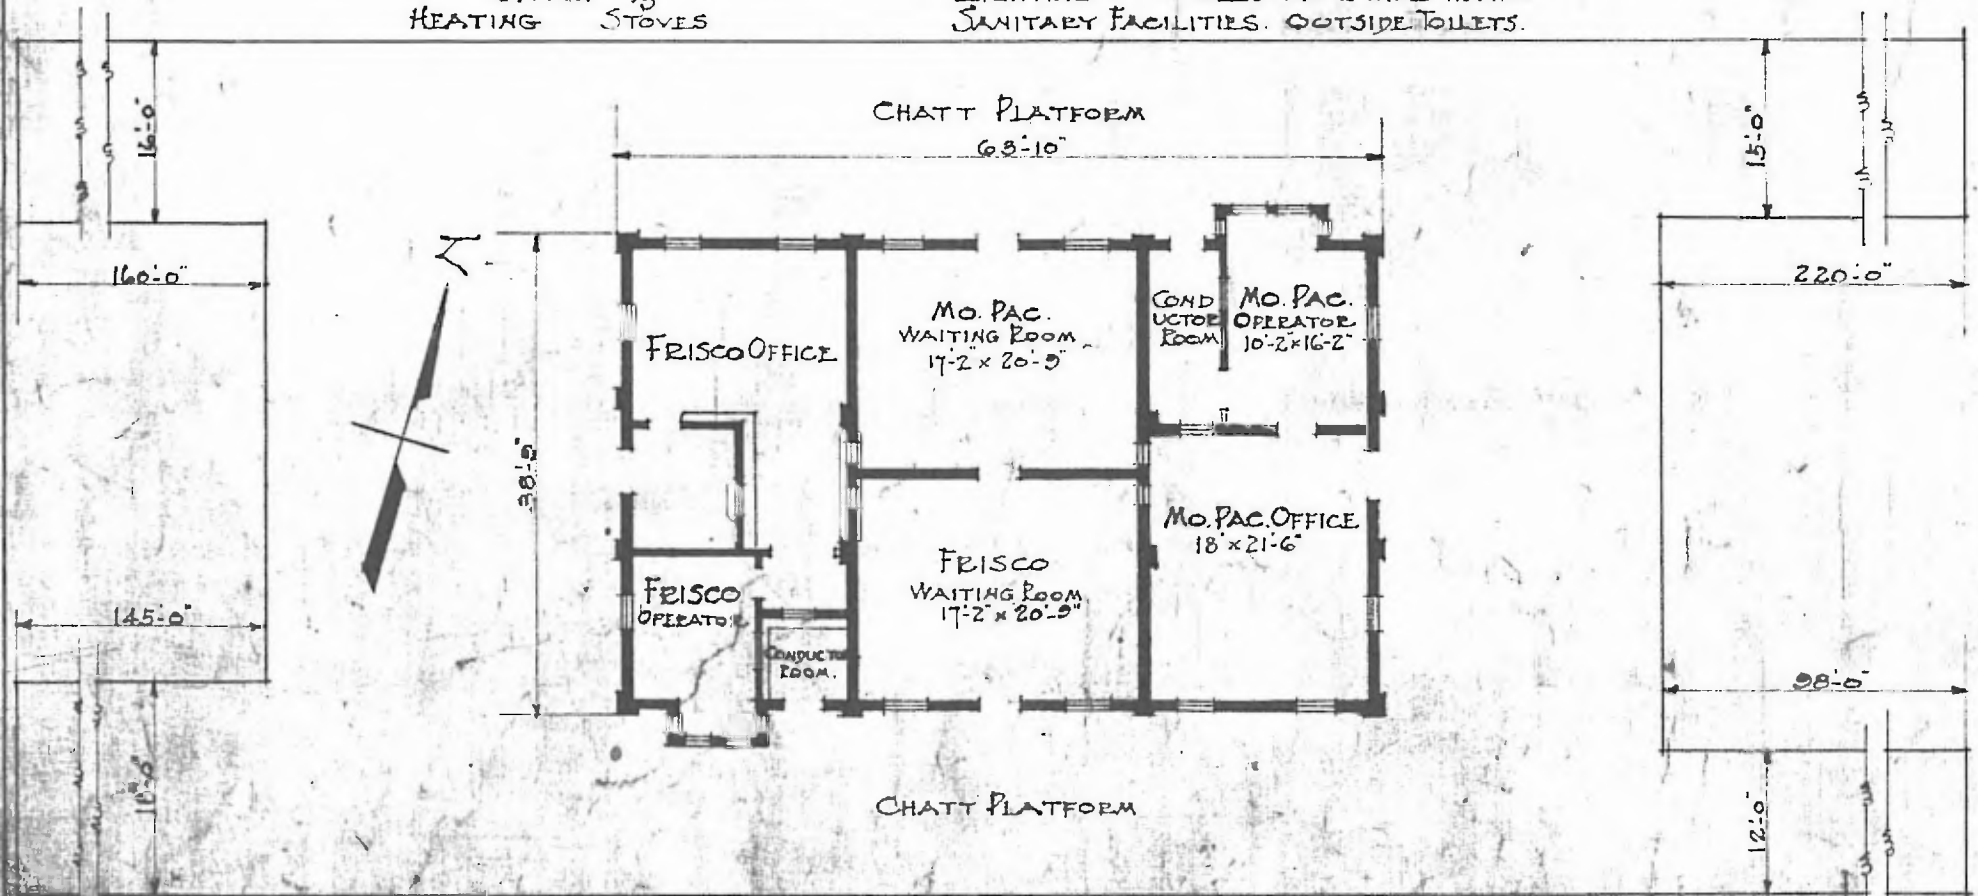 HEATING STOVES
SANITARY FACILITIES. OUTSIDE TOILETS.
CHATT PLATFORM
63'-10"
16'-0"
15'-0"
160'-0"
220'-0"
N
38'-9"
FRISCO OFFICE
MO. PAC.
WAITING ROOM
17'-2" x 20'-9"
COND
UCTOR
ROOM
MO. PAC.
OPERATOR
10'-2" x 16'-2"
MO. PAC. OFFICE
18' x 21'-6"
FRISCO
OPERATOR
CONDUCTOR
ROOM.
FRISCO
WAITING ROOM
17'-2" x 20'-9"
145'-0"
98'-0"
12'-0"
CHATT PLATFORM